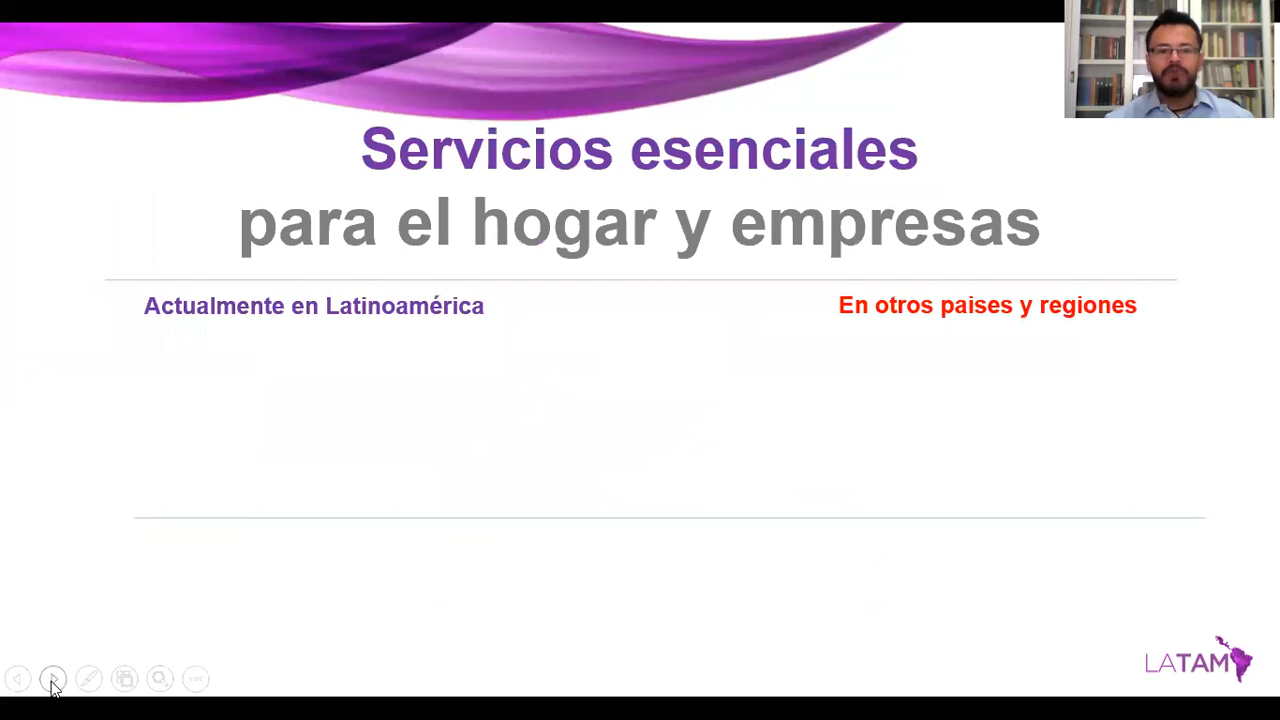 Servicios esenciales
para el hogar y empresas
Actualmente en Latinoamérica
En otros paises y regiones
LATAM